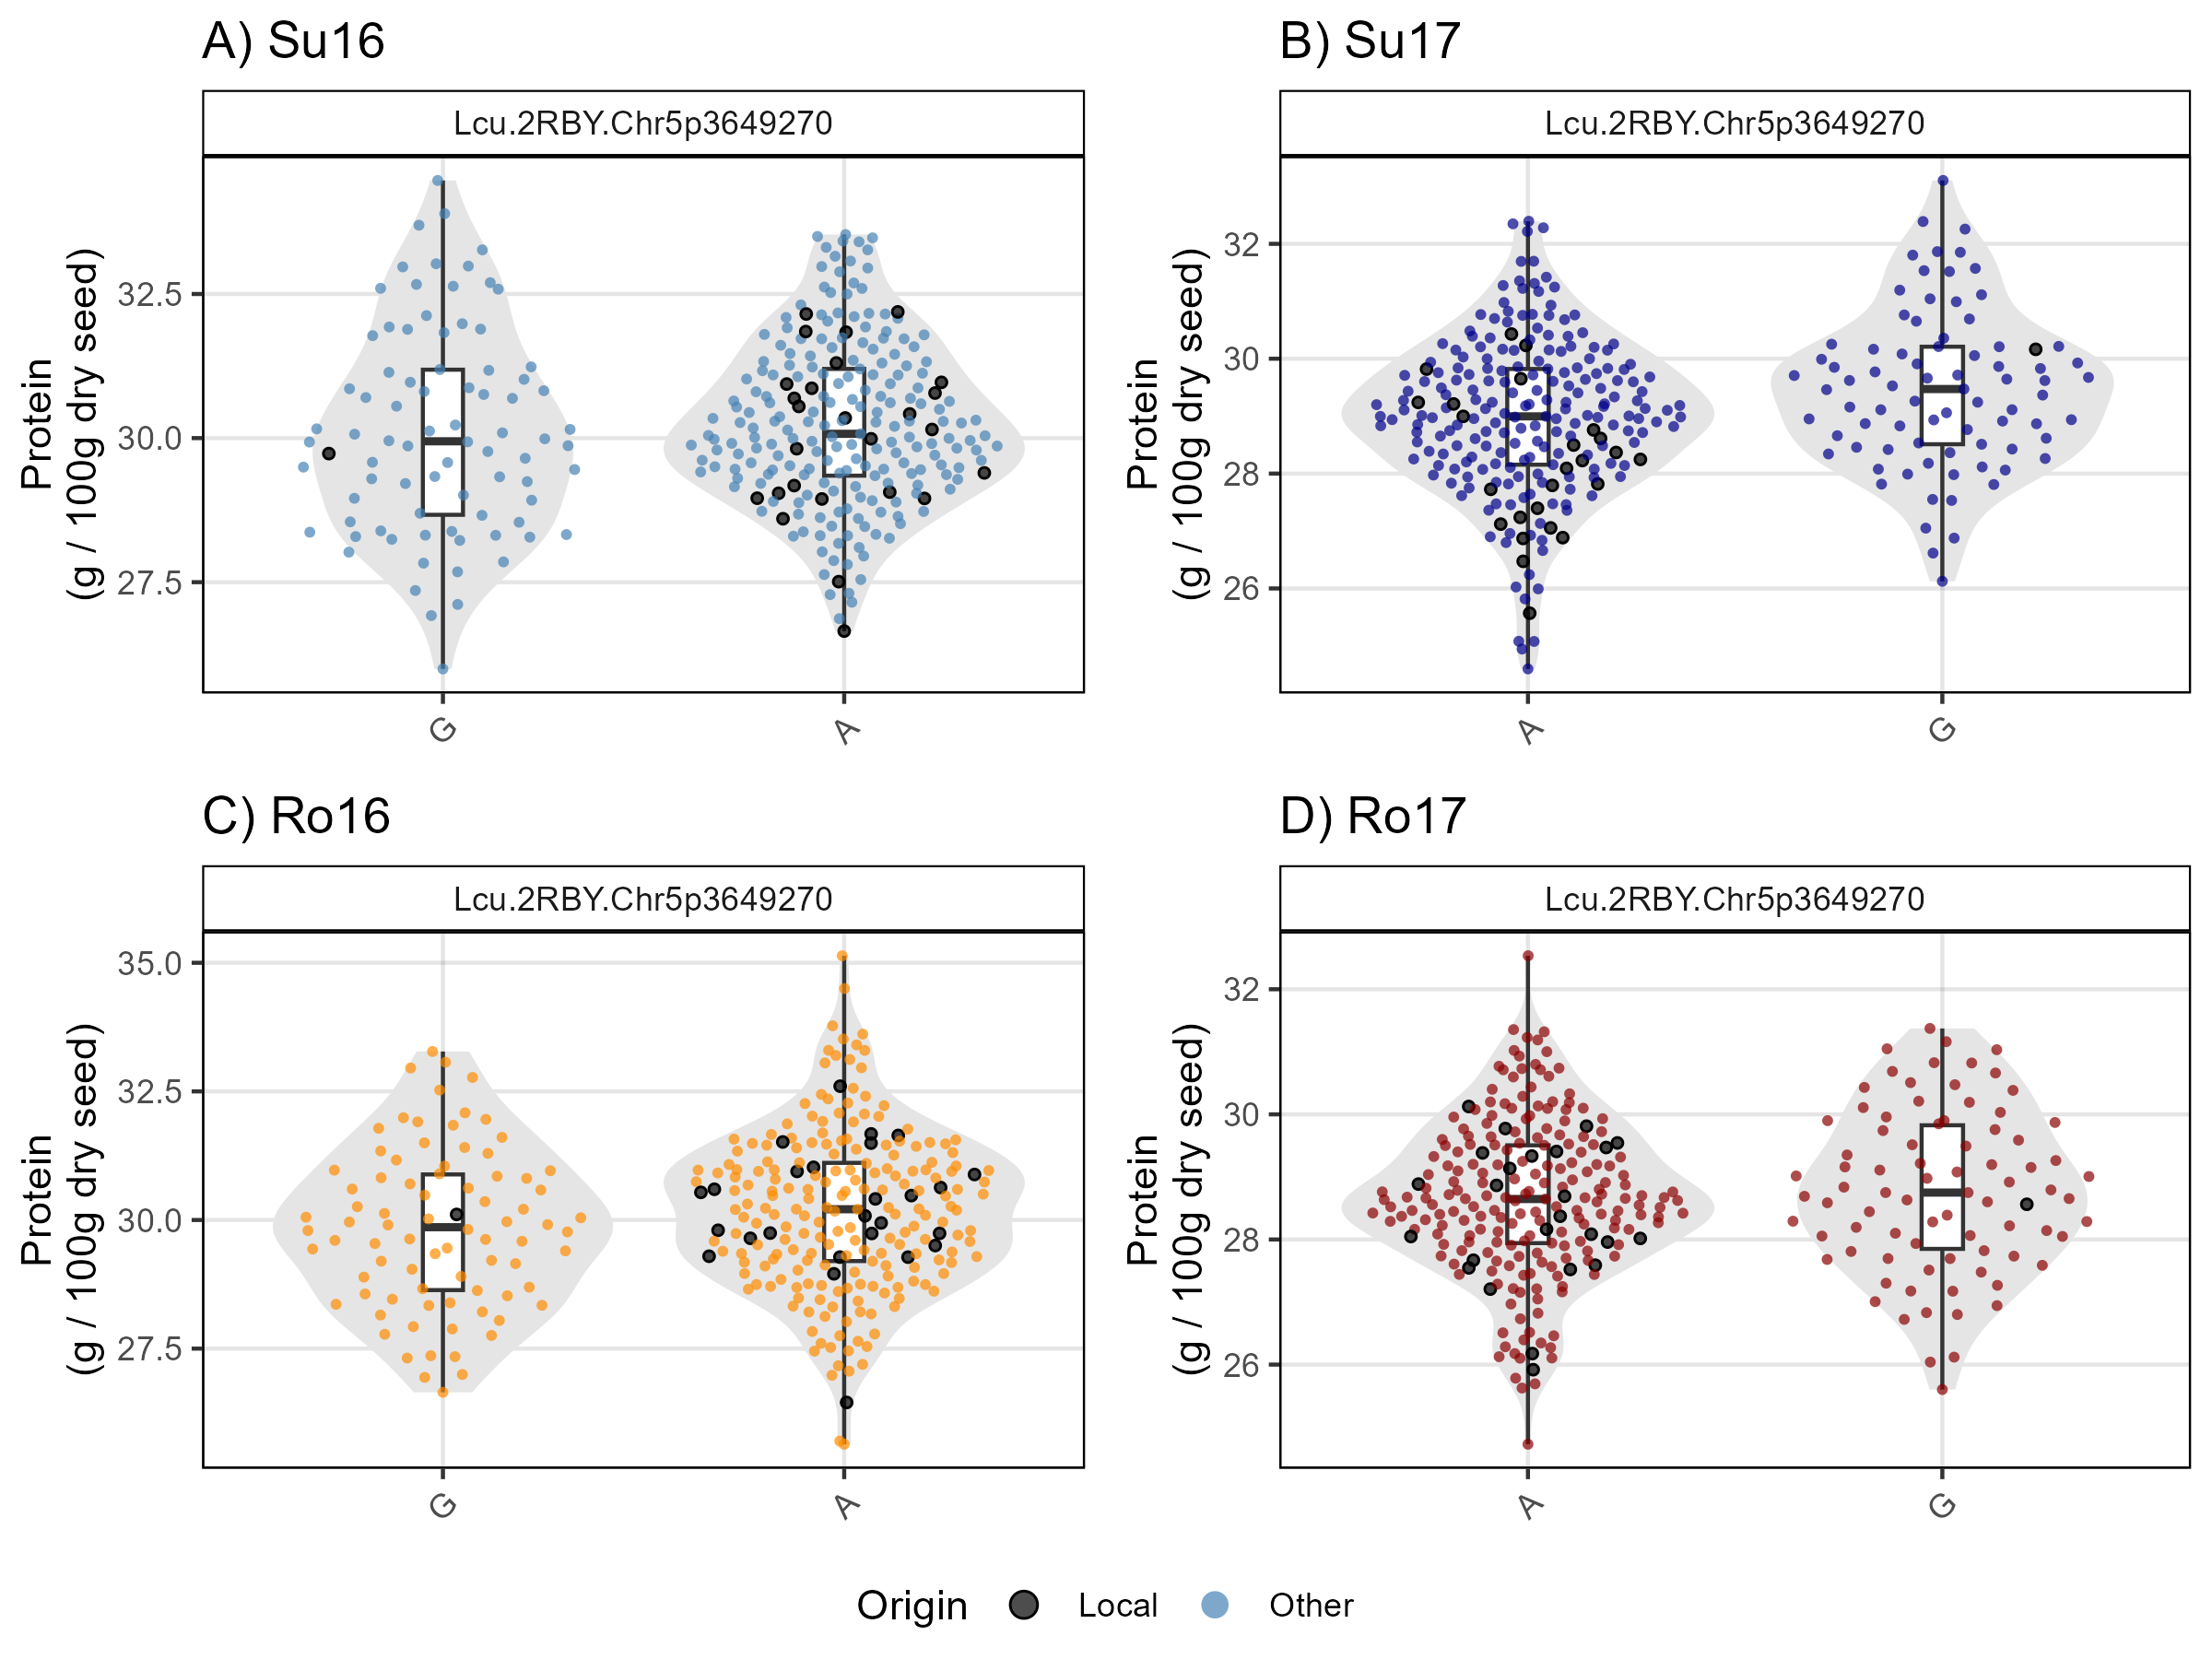 A) Su16
Lcu.2RBY.Chr5p3649270
Protein
(g / 100g dry seed)
32.5
30.0
27.5
G
A
B) Su17
Lcu.2RBY.Chr5p3649270
Protein
(g / 100g dry seed)
32
30
28
26
A
G
C) Ro16
Lcu.2RBY.Chr5p3649270
Protein
(g / 100g dry seed)
35.0
32.5
30.0
27.5
G
A
D) Ro17
Lcu.2RBY.Chr5p3649270
Protein
(g / 100g dry seed)
32
30
28
26
A
G
Origin Local Other